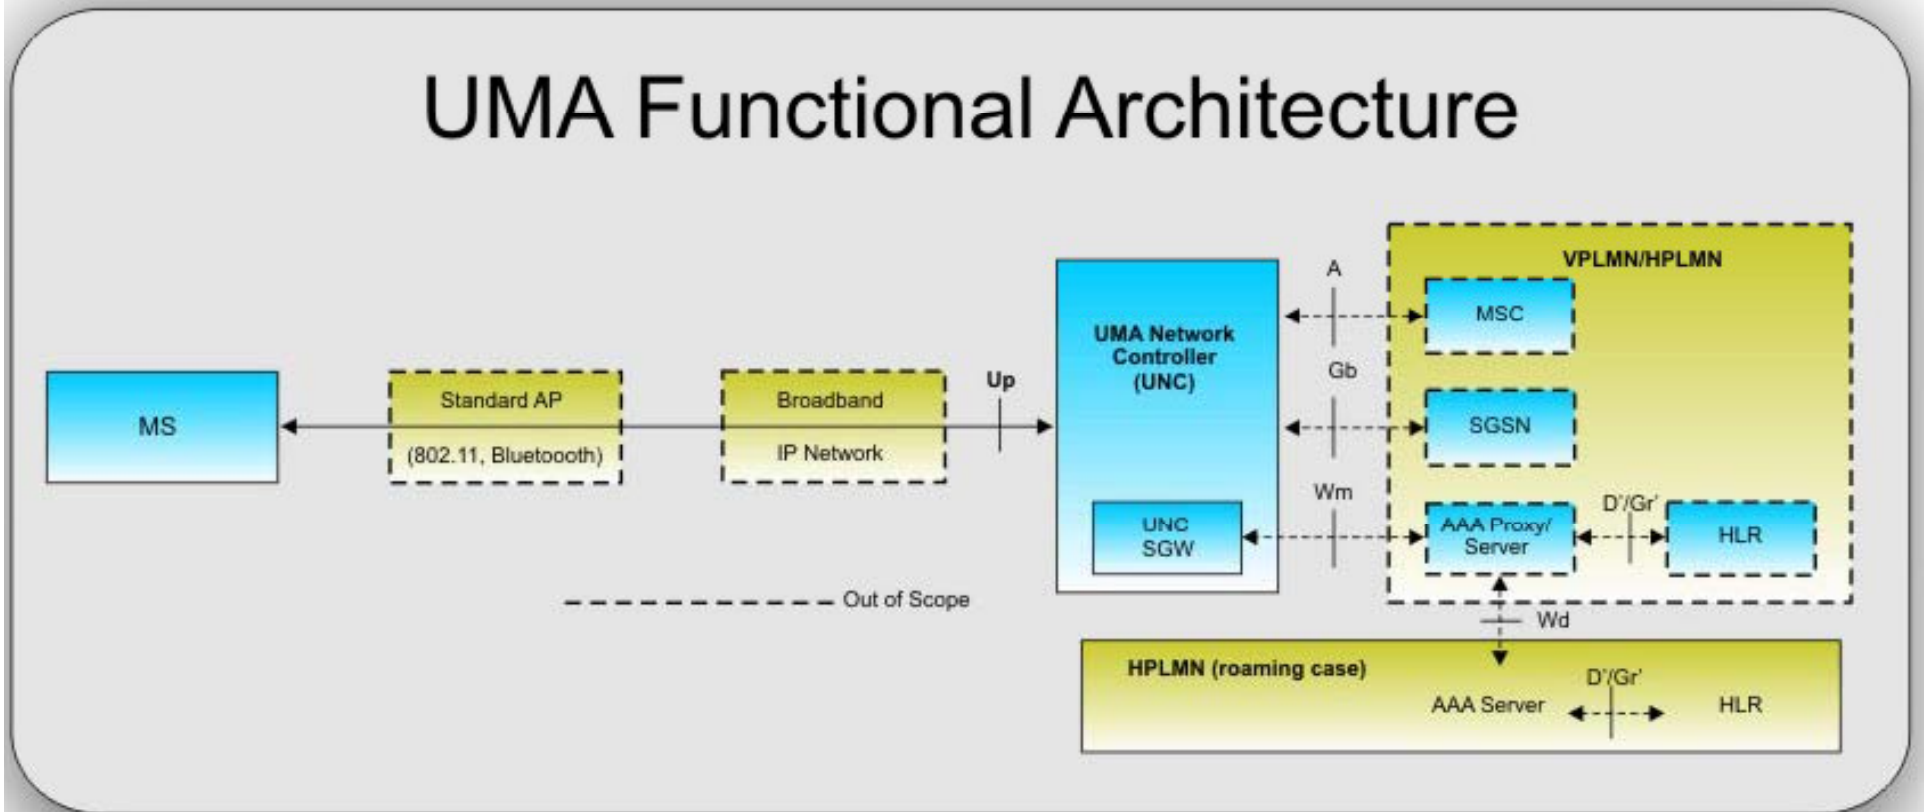 UMA Functional Architecture
MS
Standard AP
(802.11, Bluetoooth)
Broadband
IP Network
Up
UMA Network
Controller
(UNC)
UNC
SGW
A
Gb
Wm
VPLMN/HPLMN
MSC
SGSN
AAA Proxy/
Server
D'/Gr'
HLR
Out of Scope
Wd
HPLMN (roaming case)
AAA Server
D'/Gr'
HLR